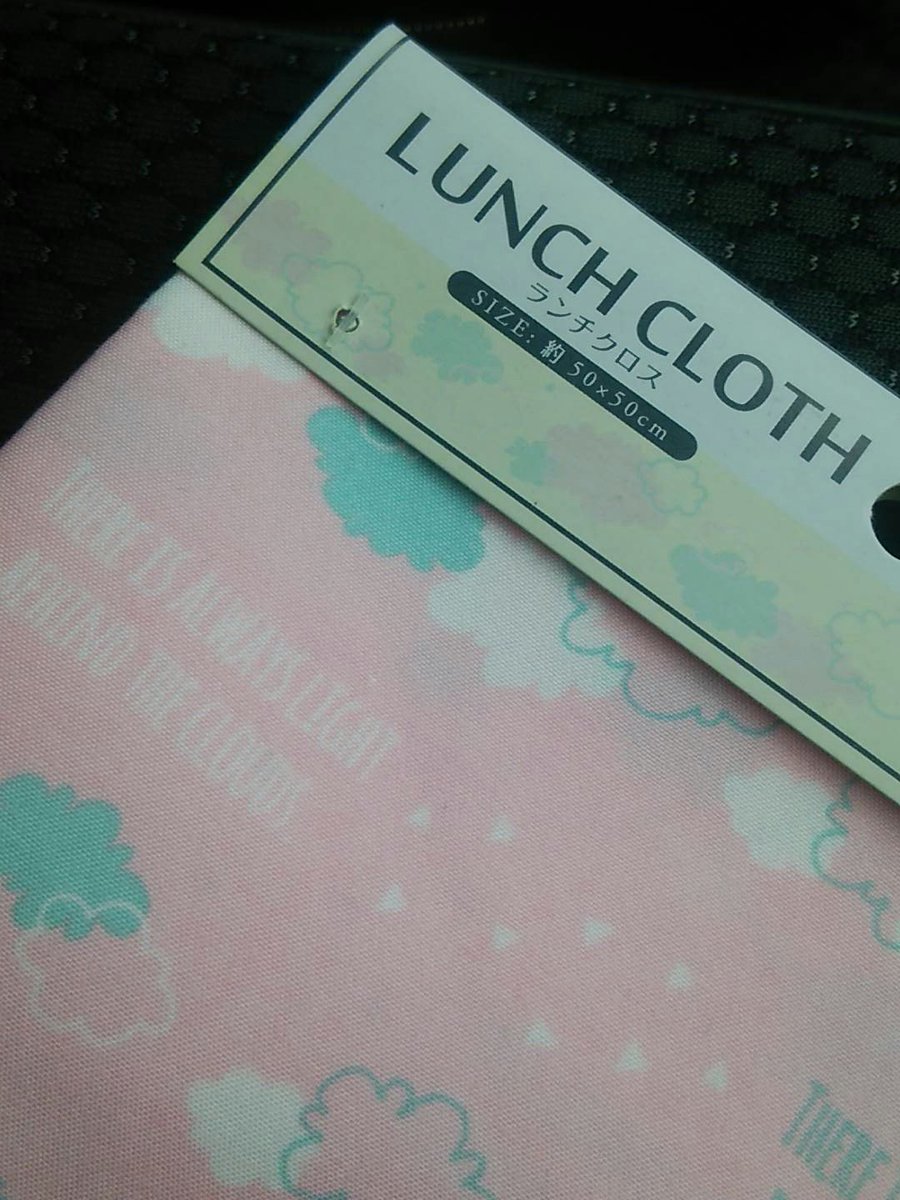 LUNCH CLOTH
ランチクロス
SIZE: 約 50×50cm
THERE IS ALWAYS LIGHT
BEHIND THE CLOUDS
THERE